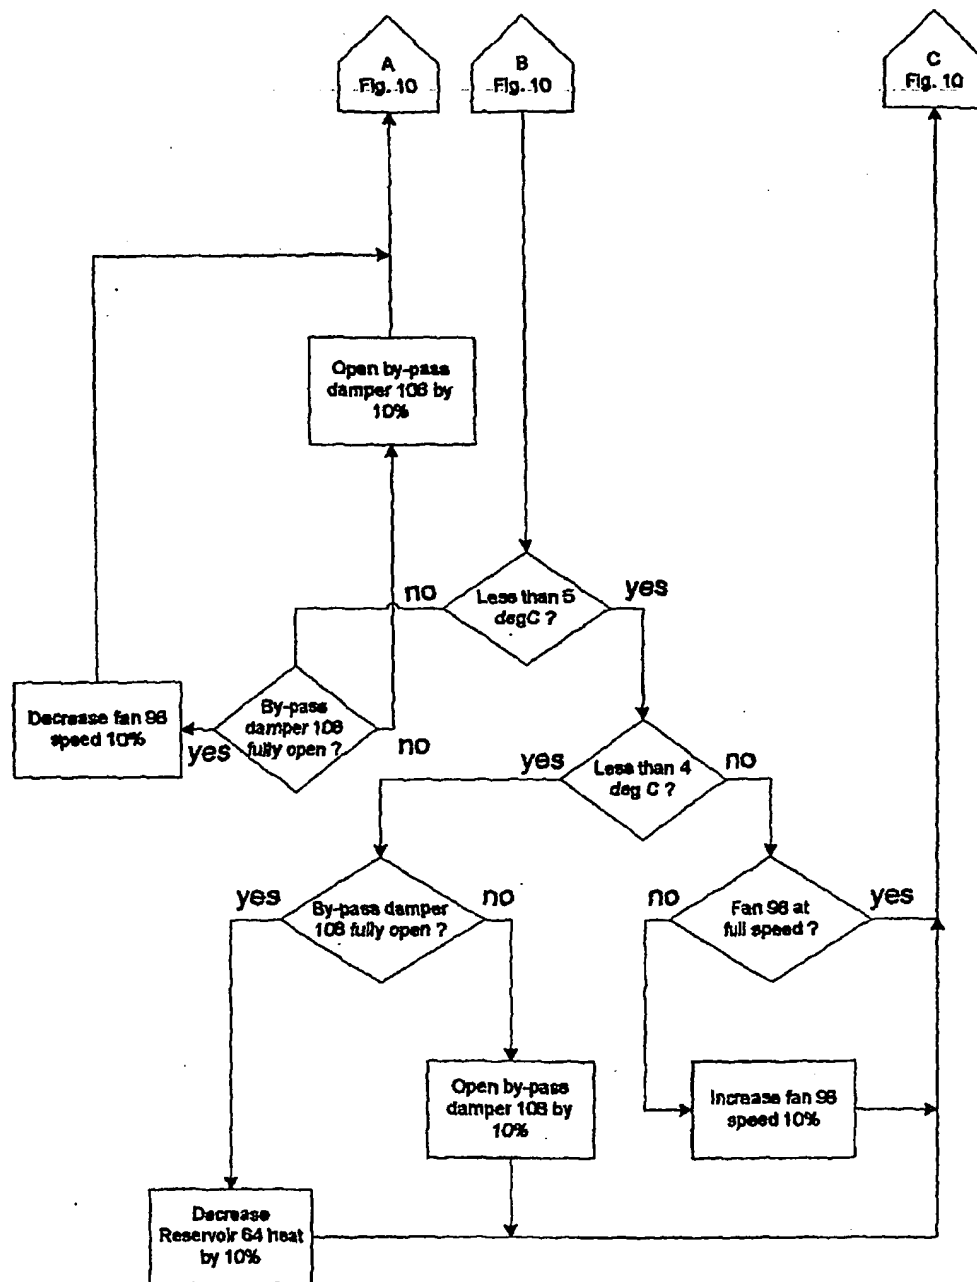 A
Fig. 10
B
Fig. 10
C
Fig. 10
Open by-pass
damper 108 by
10%
no
Less than 5
degC ?
yes
Decrease fan 98
speed 10%
yes
By-pass
damper 108
fully open ?
no
yes
Less than 4
deg C ?
no
yes
By-pass damper
108 fully open ?
no
no
Fan 98 at
full speed ?
yes
Open by-pass
damper 108 by
10%
Increase fan 98
speed 10%
Decrease
Reservoir 64 heat
by 10%